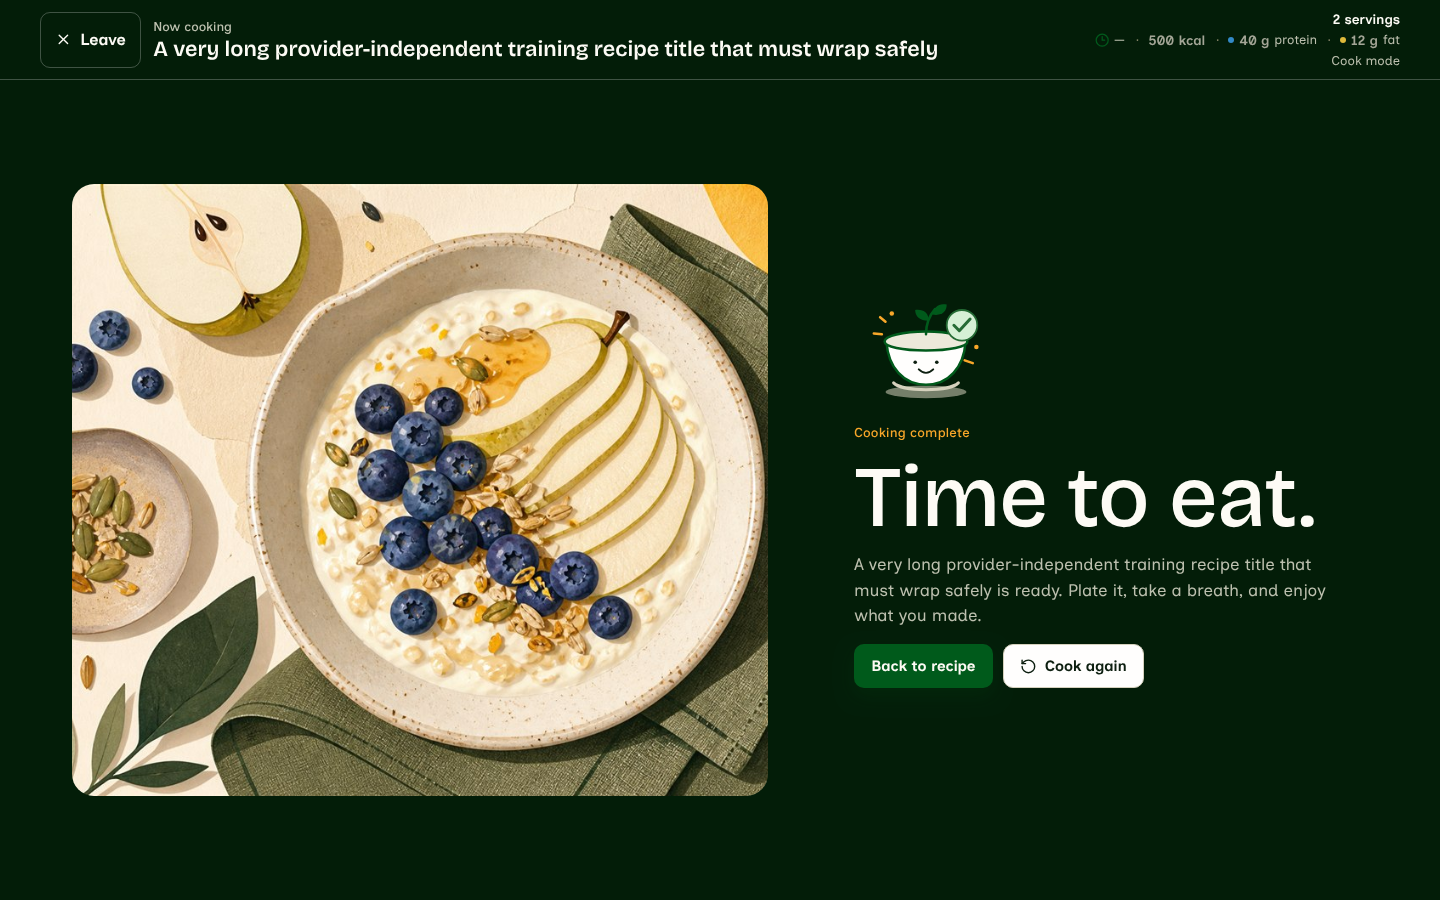 Leave
Now cooking
A very long provider-independent training recipe title that must wrap safely
2 servings
— · 500 kcal · 40 g protein · 12 g fat
Cook mode
Cooking complete
Time to eat.
A very long provider-independent training recipe title that
must wrap safely is ready. Plate it, take a breath, and enjoy
what you made.
Back to recipe
Cook again